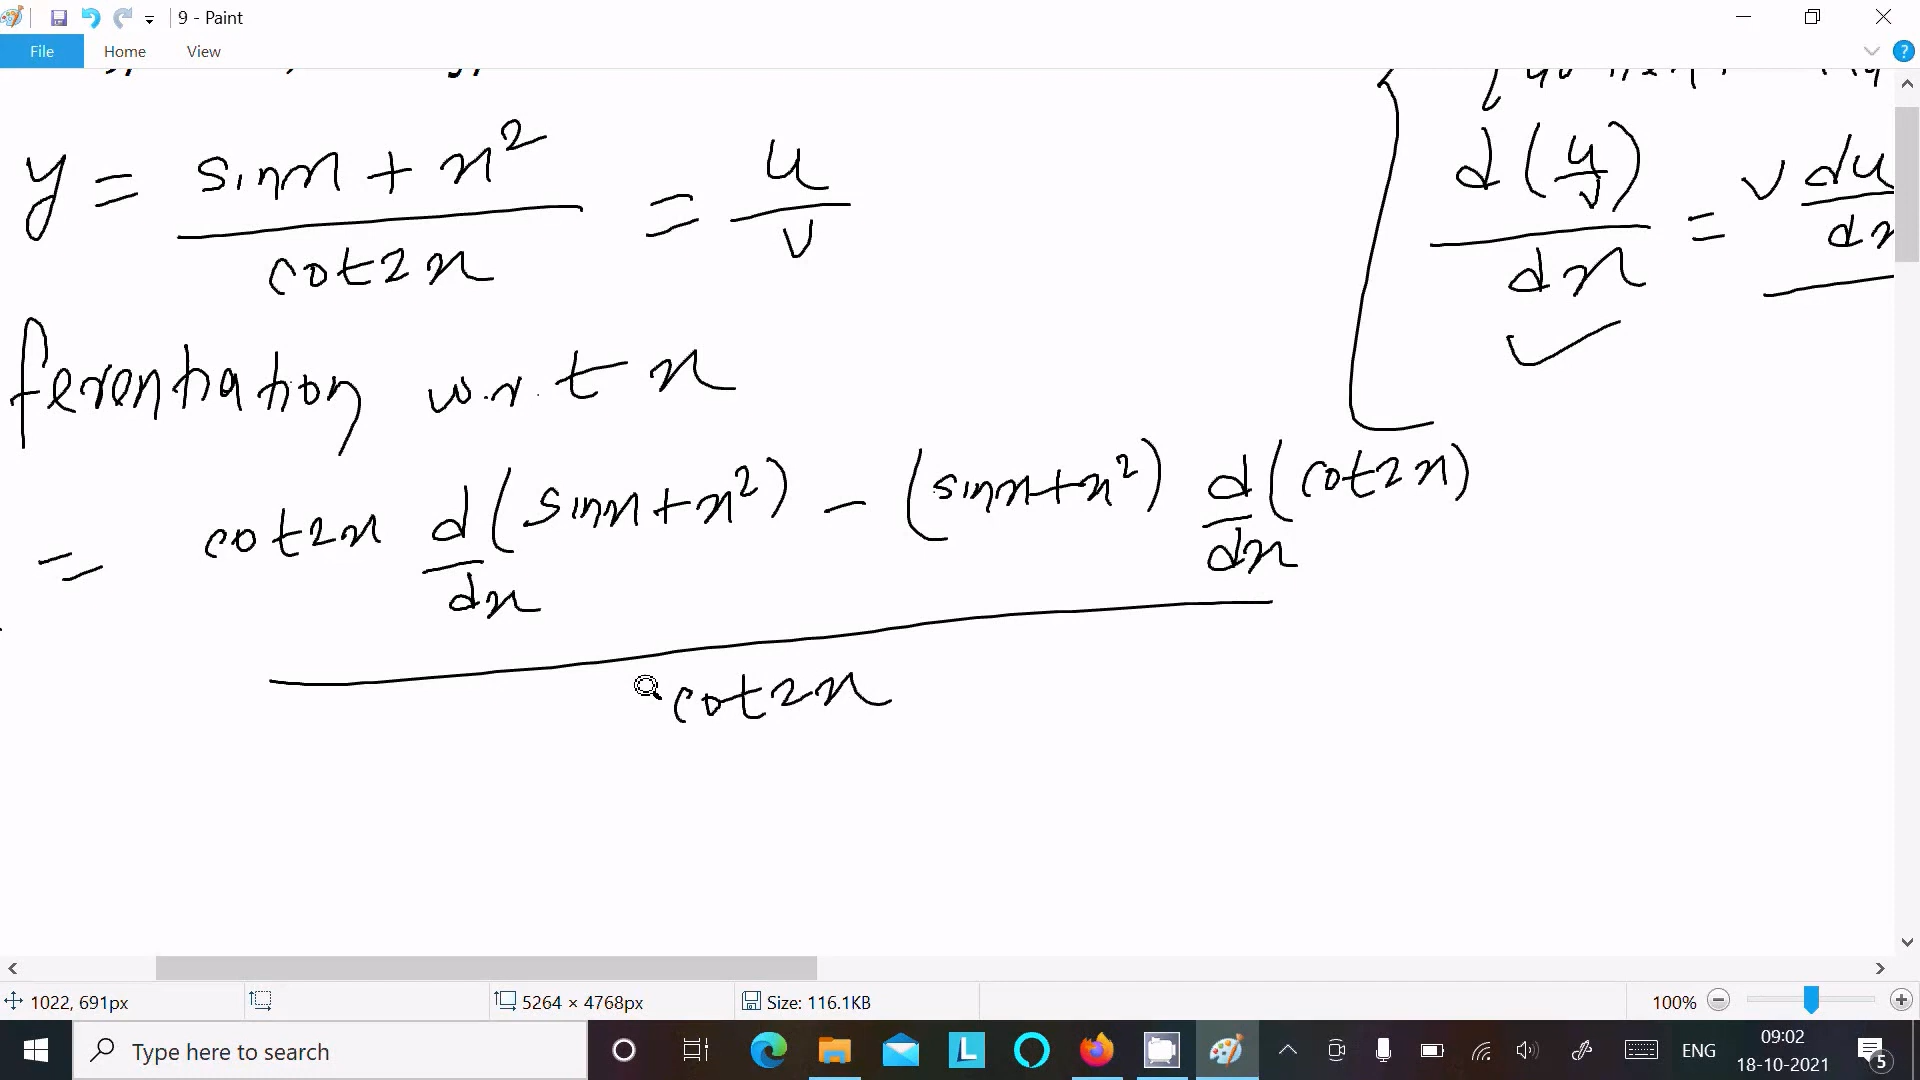 9 - Paint
File Home View
y = sinx + x² / cot2x = u / v
d(u/v) / dx = v du / dx
ferentiation w.r.t x
= cot2x d/dx (sinx+x²) - (sinx+x²) d/dx (cot2x)
cot2x
1022, 691px
5264 × 4768px
Size: 116.1KB
100%
Type here to search
L
ENG
09:02
18-10-2021
5